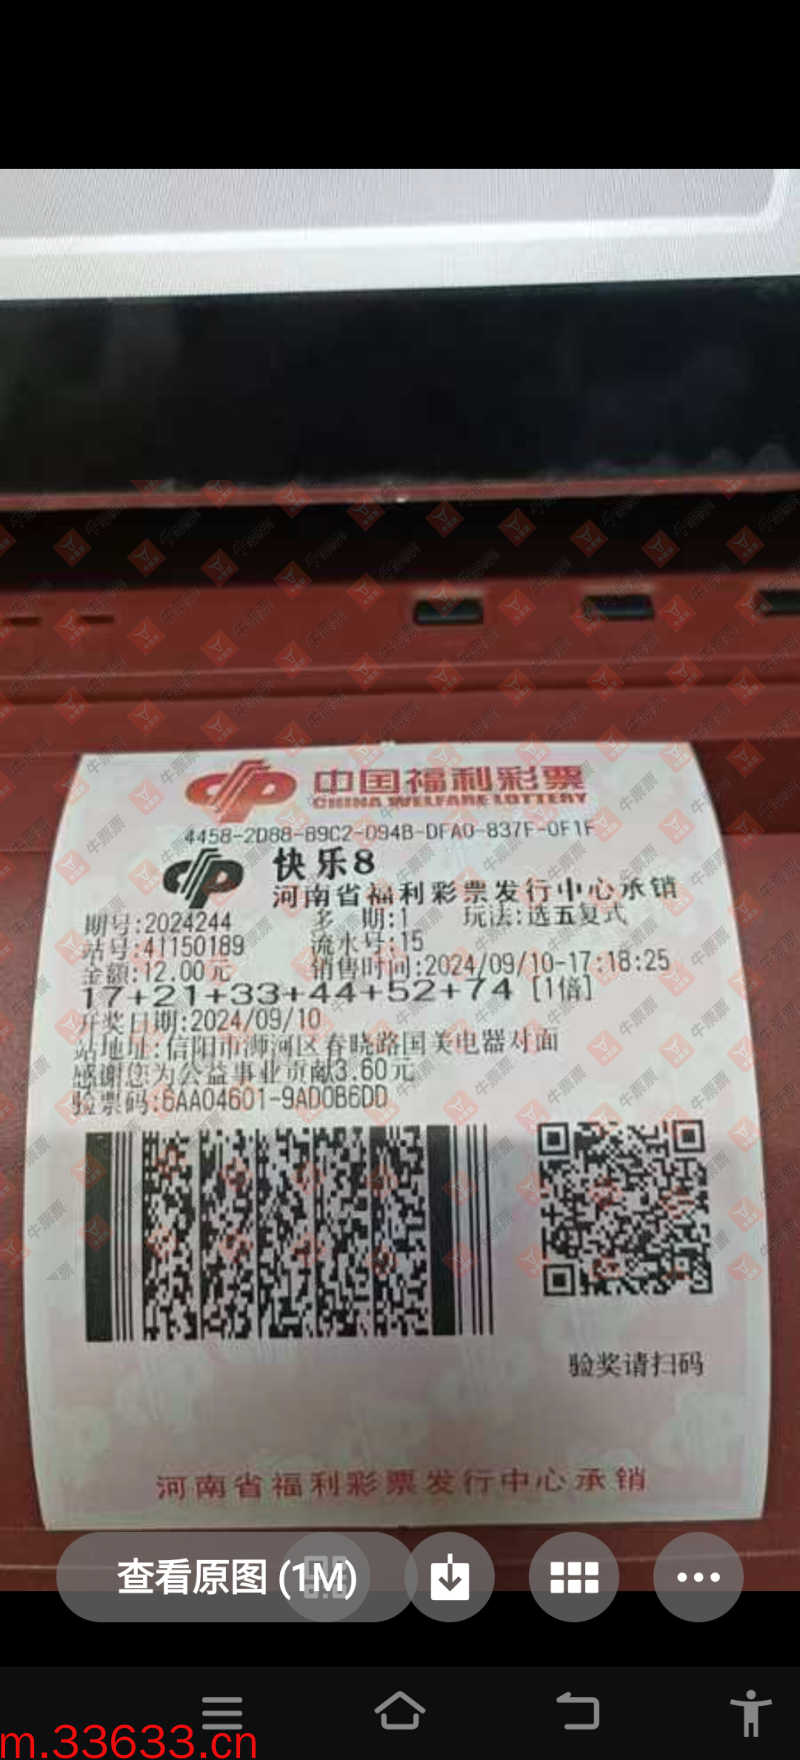 中国福利彩票
CHINA WELFARE LOTTERY
4458-2D88-89C2-094B-DFA0-837F-0F1F
快乐8
河南省福利彩票发行中心承销
期号:2024244 多 期:1 玩法:选五复式
站号:41150189 流水号:15
金额:12.00元 销售时间:2024/09/10-17:18:25
17+21+33+44+52+74 [1倍]
开奖日期:2024/09/10
站地址:信阳市浉河区春晓路国美电器对面
感谢您为公益事业贡献3.60元
验票码:6AA04601-9AD0B6DD
验奖请扫码
河南省福利彩票发行中心承销
查看原图 (1M)
m.33633.cn
牛票票